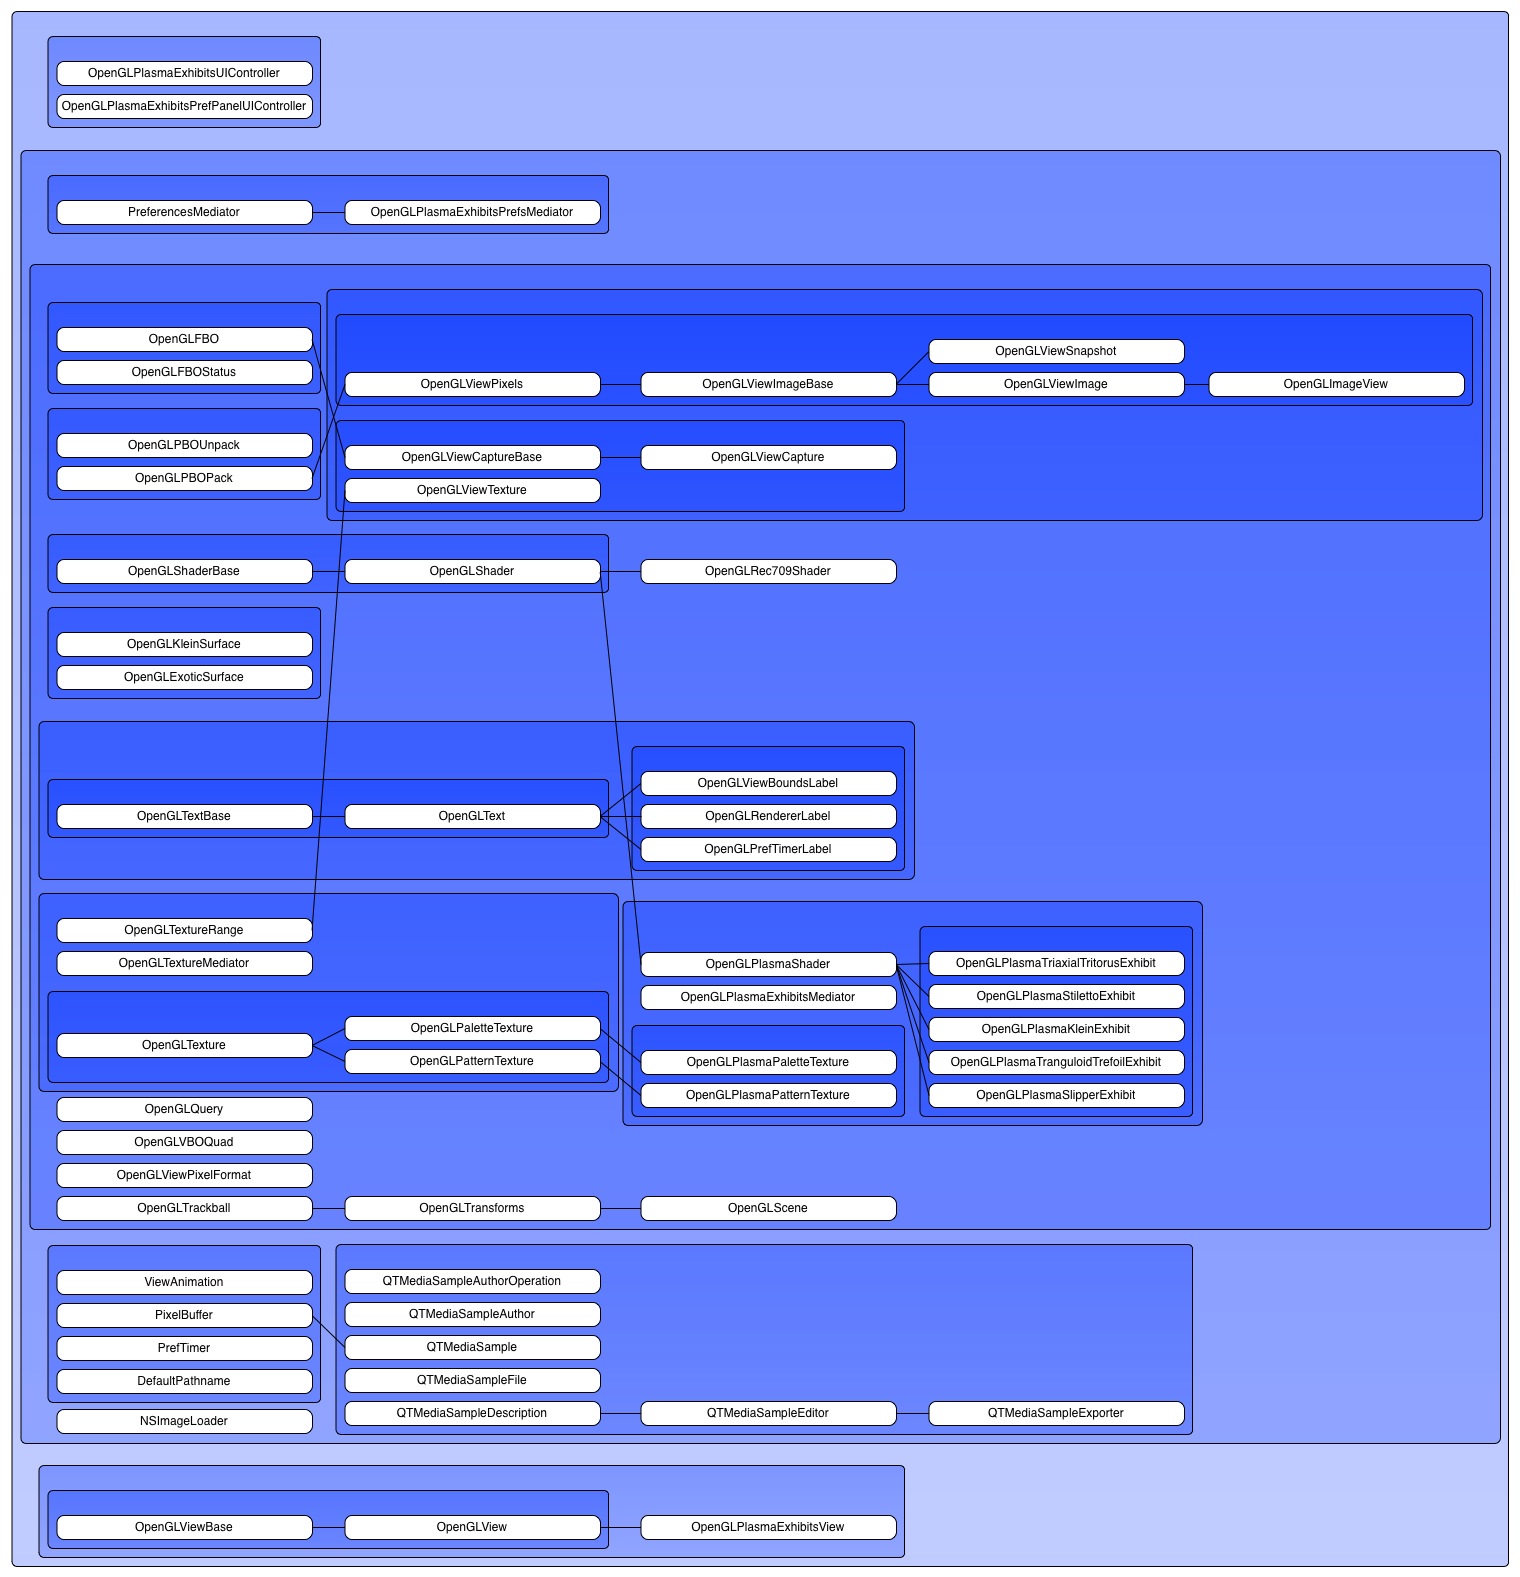 OpenGLPlasmaExhibitsUIController
OpenGLPlasmaExhibitsPrefPanelUIController
PreferencesMediator
OpenGLPlasmaExhibitsPrefsMediator
OpenGLFBO
OpenGLFBOStatus
OpenGLViewSnapshot
OpenGLViewPixels
OpenGLViewImageBase
OpenGLViewImage
OpenGLImageView
OpenGLPBOUnpack
OpenGLPBOPack
OpenGLViewCaptureBase
OpenGLViewCapture
OpenGLViewTexture
OpenGLShaderBase
OpenGLShader
OpenGLRec709Shader
OpenGLKleinSurface
OpenGLExoticSurface
OpenGLTextBase
OpenGLText
OpenGLViewBoundsLabel
OpenGLRendererLabel
OpenGLPrefTimerLabel
OpenGLTextureRange
OpenGLTextureMediator
OpenGLTexture
OpenGLPaletteTexture
OpenGLPatternTexture
OpenGLPlasmaShader
OpenGLPlasmaExhibitsMediator
OpenGLPlasmaPaletteTexture
OpenGLPlasmaPatternTexture
OpenGLPlasmaTriaxialTritorusExhibit
OpenGLPlasmaStilettoExhibit
OpenGLPlasmaKleinExhibit
OpenGLPlasmaTranguloidTrefoilExhibit
OpenGLPlasmaSlipperExhibit
OpenGLQuery
OpenGLVBOQuad
OpenGLViewPixelFormat
OpenGLTrackball
OpenGLTransforms
OpenGLScene
ViewAnimation
PixelBuffer
PrefTimer
DefaultPathname
NSImageLoader
QTMediaSampleAuthorOperation
QTMediaSampleAuthor
QTMediaSample
QTMediaSampleFile
QTMediaSampleDescription
QTMediaSampleEditor
QTMediaSampleExporter
OpenGLViewBase
OpenGLView
OpenGLPlasmaExhibitsView